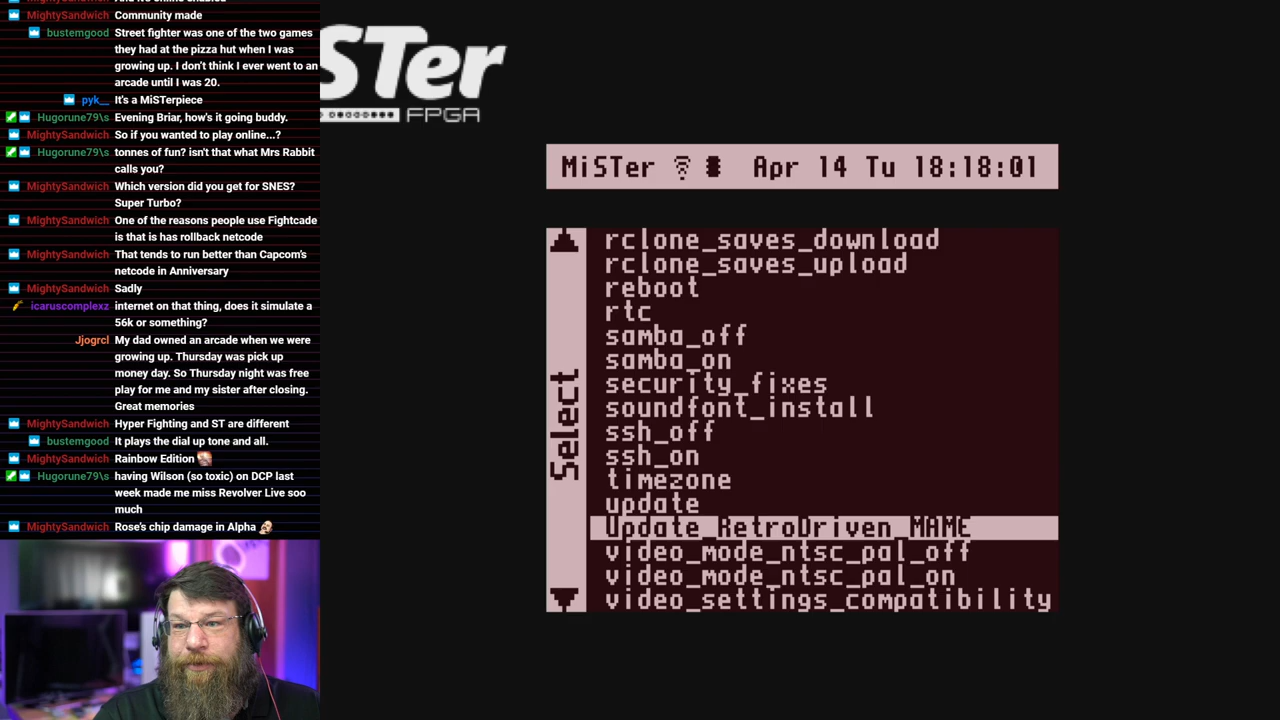 MightySandwich Community made
bustemgood Street fighter was one of the two games
they had at the pizza hut when I was
growing up. I don't think I ever went to an
arcade until I was 20.
pyk__ It's a MiSTerpiece
Hugorune79\s Evening Briar, how's it going buddy.
MightySandwich So if you wanted to play online...?
Hugorune79\s tonnes of fun? isn't that what Mrs Rabbit
calls you?
MightySandwich Which version did you get for SNES?
Super Turbo?
MightySandwich One of the reasons people use Fightcade
is that is has rollback netcode
MightySandwich That tends to run better than Capcom's
netcode in Anniversary
MightySandwich Sadly
icaruscomplexz internet on that thing, does it simulate a
56k or something?
Jjogrcl My dad owned an arcade when we were
growing up. Thursday was pick up
money day. So Thursday night was free
play for me and my sister after closing.
Great memories
MightySandwich Hyper Fighting and ST are different
bustemgood It plays the dial up tone and all.
MightySandwich Rainbow Edition
Hugorune79\s having Wilson (so toxic) on DCP last
week made me miss Revolver Live soo
much
MightySandwich Rose's chip damage in Alpha
STer
FPGA
MiSTer Apr 14 Tu 18:18:01
Select
rclone_saves_download
rclone_saves_upload
reboot
rtc
samba_off
samba_on
security_fixes
soundfont_install
ssh_off
ssh_on
timezone
update
Update_RetroDriven_MAME
video_mode_ntsc_pal_off
video_mode_ntsc_pal_on
video_settings_compatibility